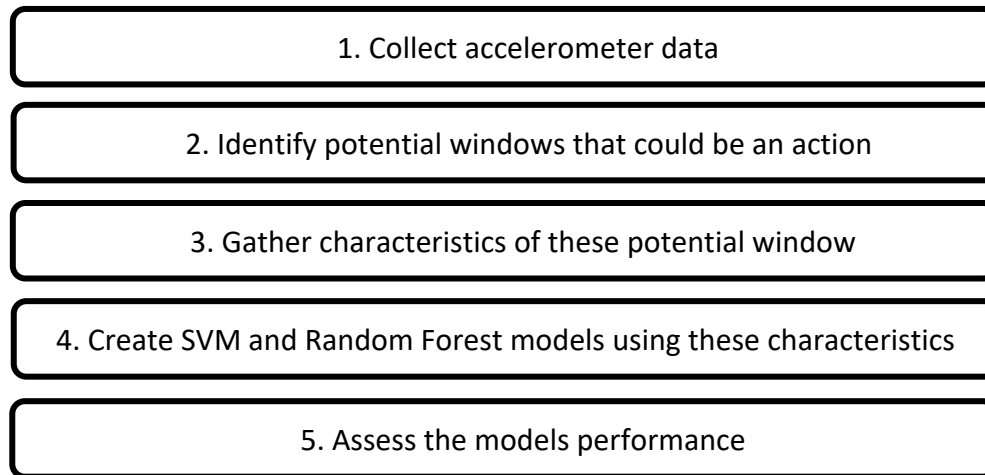 1. Collect accelerometer data
2. Identify potential windows that could be an action
3. Gather characteristics of these potential window
4. Create SVM and Random Forest models using these characteristics
5. Assess the models performance